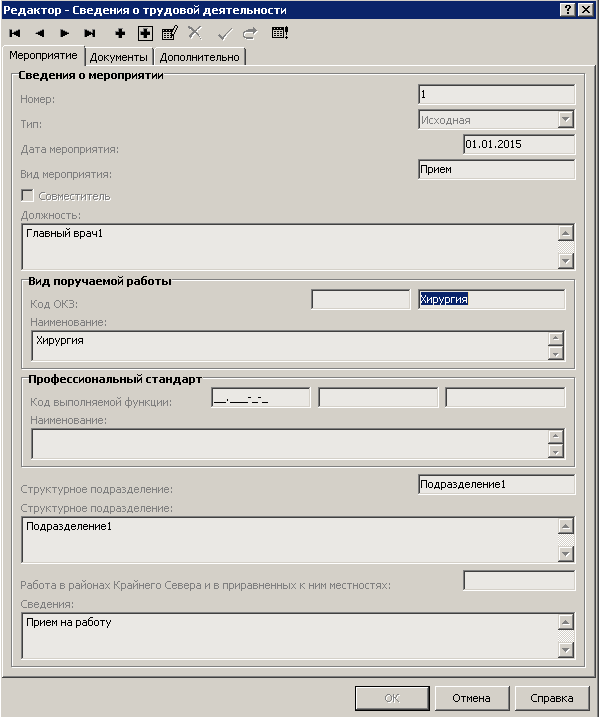 Редактор - Сведения о трудовой деятельности
Мероприятие Документы Дополнительно
Сведения о мероприятии
Номер: 1
Тип: Исходная
Дата мероприятия: 01.01.2015
Вид мероприятия: Прием
Совместитель
Должность:
Главный врач1
Вид поручаемой работы
Код ОКЗ: Хирургия
Наименование:
Хирургия
Профессиональный стандарт
Код выполняемой функции: __.___-_-_
Наименование:
Структурное подразделение: Подразделение1
Структурное подразделение:
Подразделение1
Работа в районах Крайнего Севера и в приравненных к ним местностях:
Сведения:
Прием на работу
ОК Отмена Справка